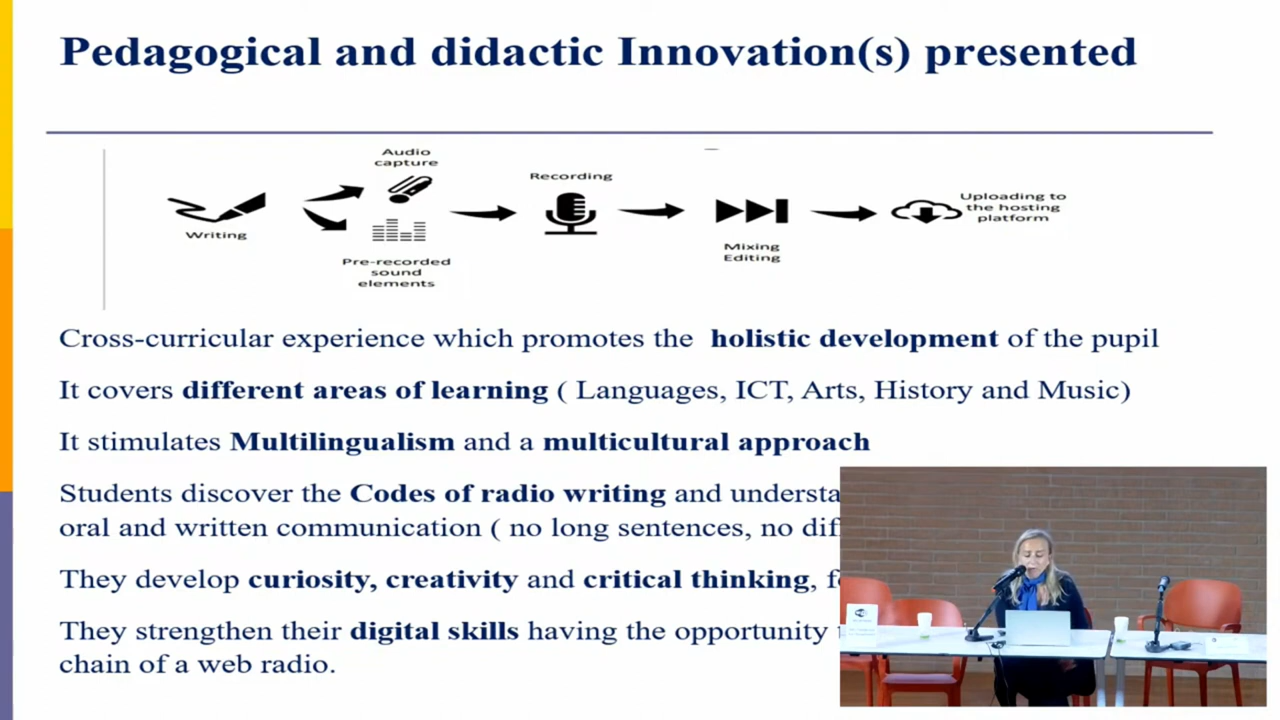 Pedagogical and didactic Innovation(s) presented
Audio
capture
Recording
Writing
Uploading to
the hosting
platform
Mixing
Editing
Pre-recorded
sound
elements
Cross-curricular experience which promotes the holistic development of the pupil
It covers different areas of learning ( Languages, ICT, Arts, History and Music)
It stimulates Multilingualism and a multicultural approach
Students discover the Codes of radio writing and
oral and written communication ( no long sentences, no
They develop curiosity, creativity and critical thinking,
They strengthen their digital skills having the opportunity
chain of a web radio.